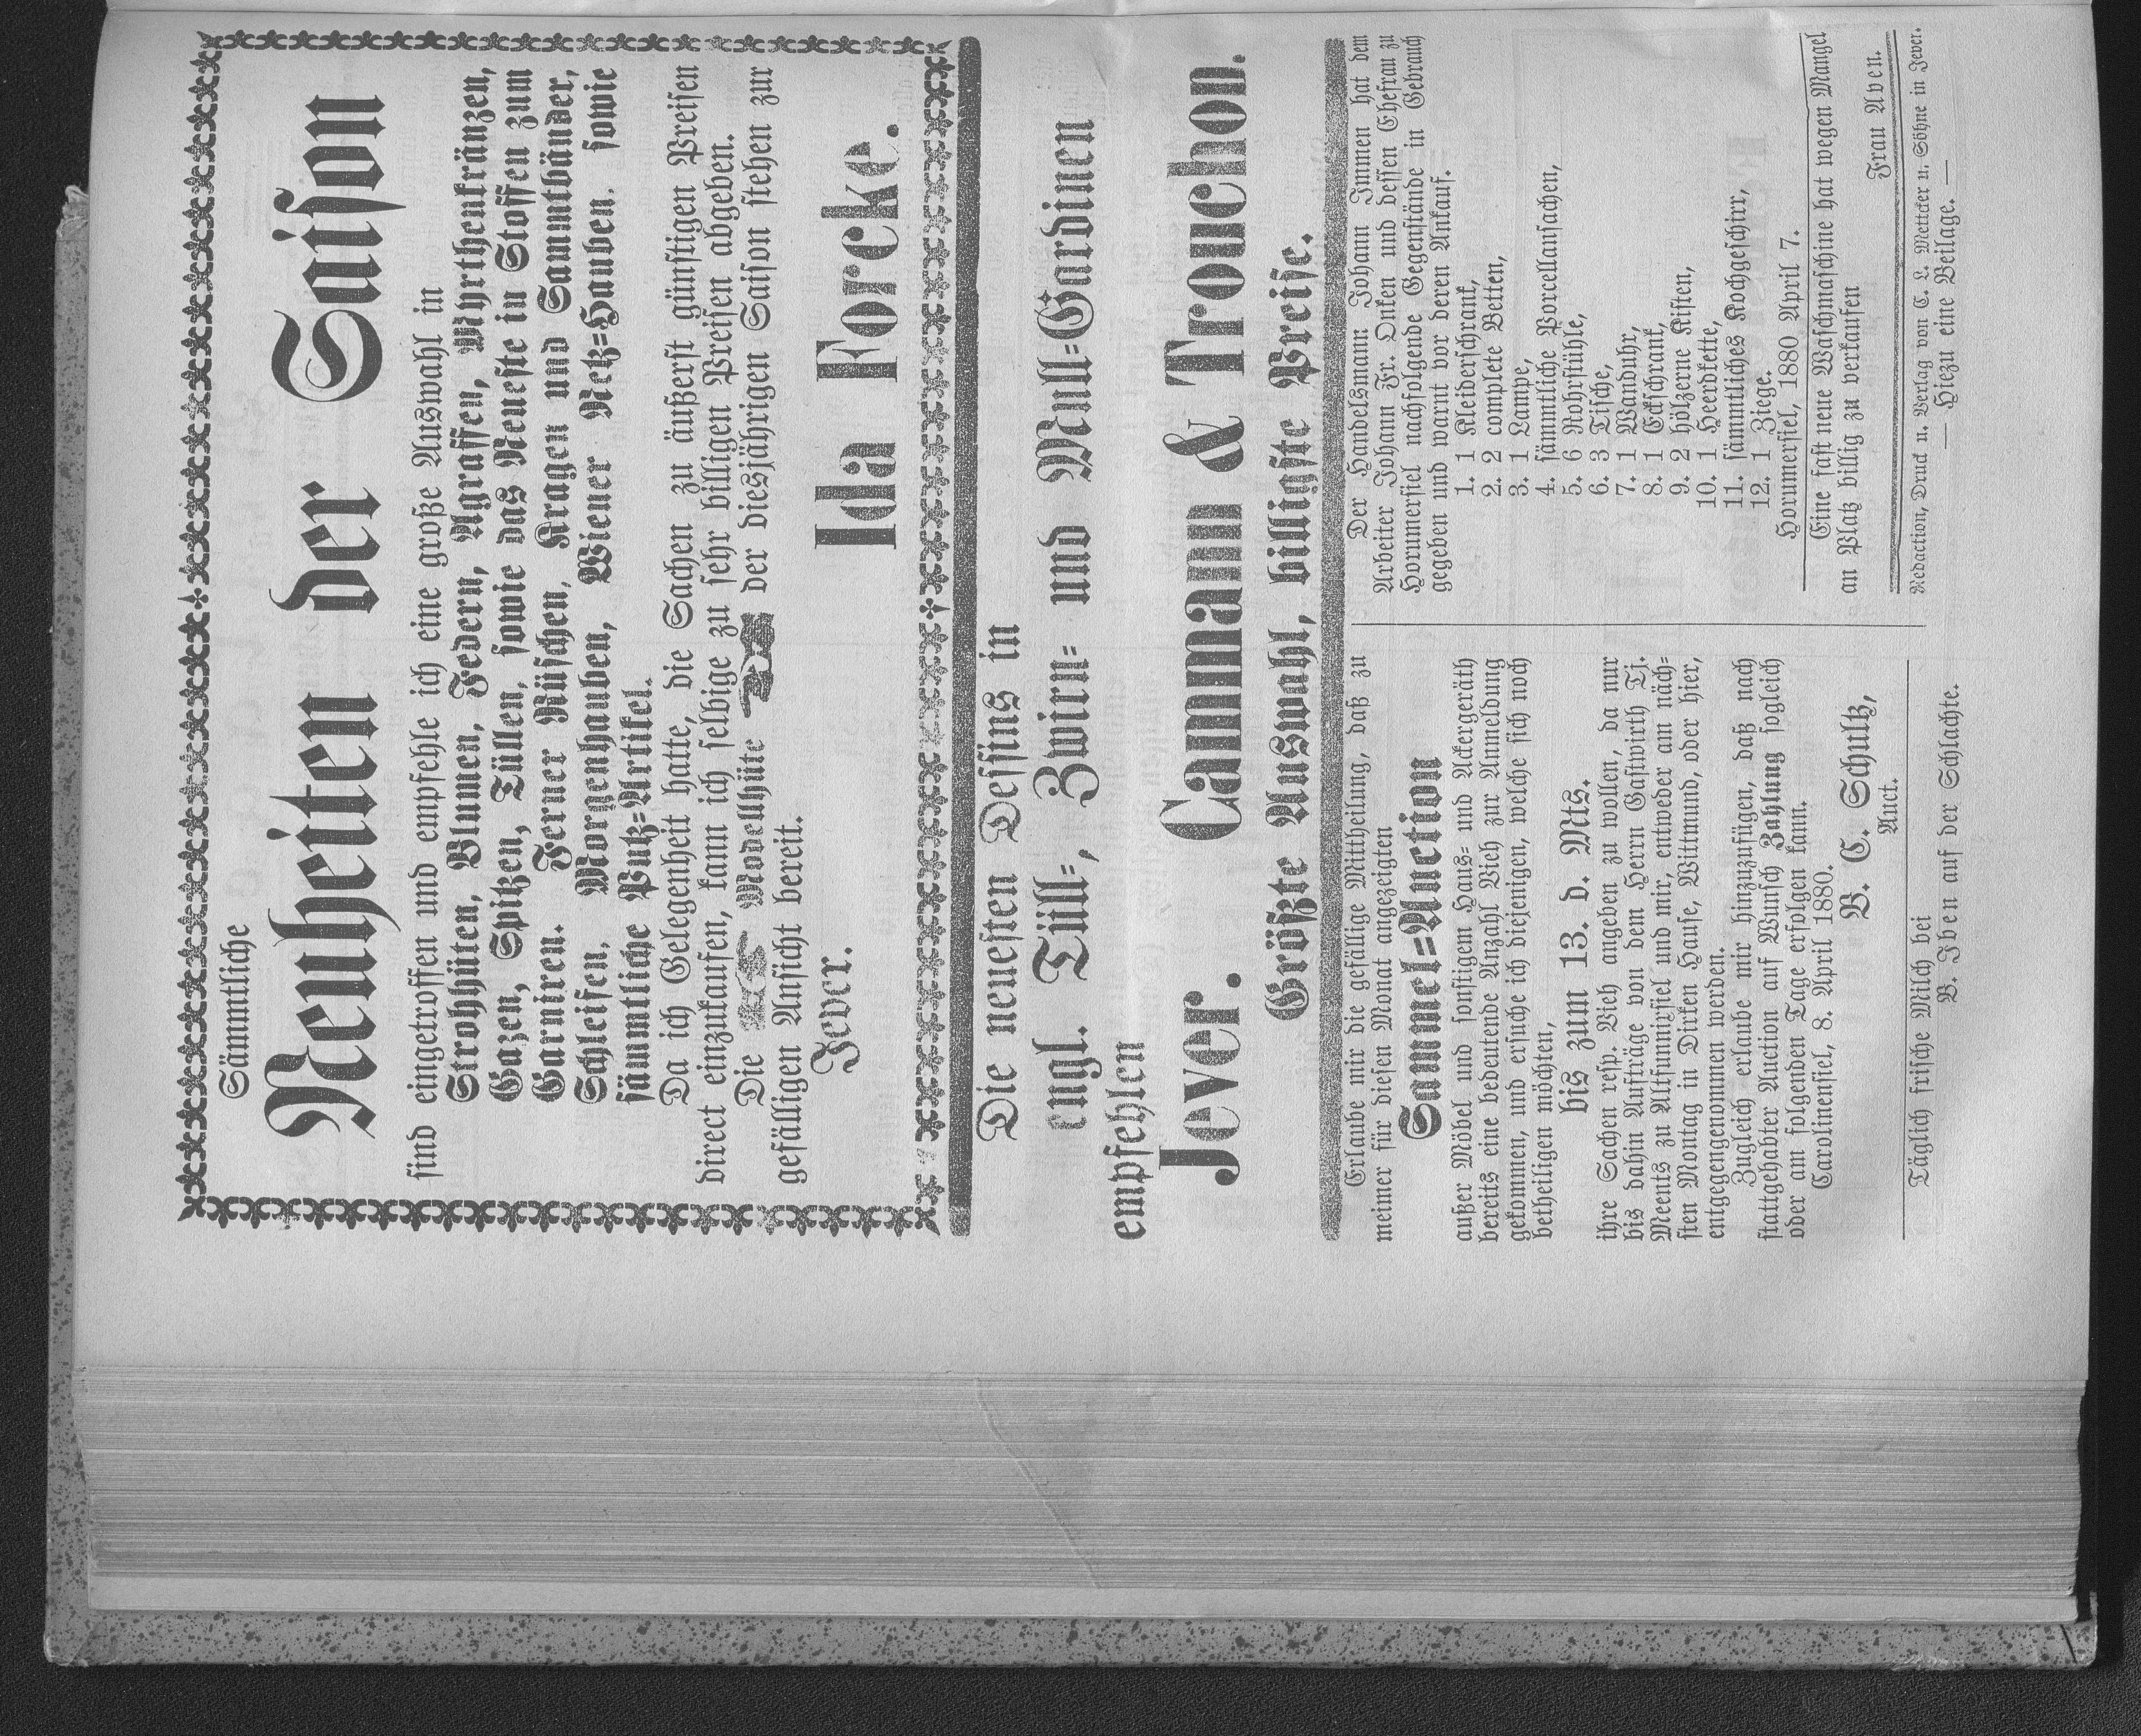 Sämmtliche
Neuheiten der Saison
sind eingetroffen und empfehle ich eine große Auswahl in
Strohhüten, Blumen, Federn, Agraffen, Myrthenkränzen,
Gazen, Spitzen, Tüllen, sowie das Neueste in Stoffen zum
Garniren. Ferner Rüschen, Kragen und Sammtbänder,
Schleifen, Morgenhauben, Wiener Netz=Hauben, sowie
sämmtliche Putz=Artikel.
Da ich Gelegenheit hatte, die Sachen zu äußerst günstigen Preisen
direct einzukaufen, kann ich selbige zu sehr billigen Preisen abgeben.
Die Modellhüte der diesjährigen Saison stehen zur
gefälligen Ansicht bereit.
Jever. Ida Forcke.
Die neuesten Dessins in
engl. Tüll=, Zwirn= und Mull=Gardinen
empfehlen
Jever. Cammann & Trouchon.
Größte Auswahl, billigste Preise.
Erlaube mir die gefällige Mittheilung, daß zu
meiner für diesen Monat angezeigten
Sammel=Auction
außer Möbel und sonstigem Haus= und Ackergeräth
bereits eine bedeutende Anzahl Vieh zur Anmeldung
gekommen, und ersuche ich diejenigen, welche sich noch
betheiligen möchten,
bis zum 13. d. Mts.
ihre Sachen resp. Vieh angeben zu wollen, da nur
bis dahin Aufträge von dem Herrn Gastwirth Tj.
Meents zu Altfunnixsiel und mir, entweder am näch=
sten Montag in Dirken Hause, Wittmund, oder hier,
entgegengenommen werden.
Zugleich erlaube mir hinzuzufügen, daß nach
stattgehabter Auction auf Wunsch Zahlung sogleich
oder am folgenden Tage erfolgen kann.
Carolinensiel, 8. April 1880.
B. C. Schultz,
Auct.
Täglich frische Milch bei
B. Iben auf der Schlachte.
Der Handelsmann Johann Immen hat dem
Arbeiter Johann Fr. Onken und dessen Ehefrau zu
Horumersiel nachfolgende Gegenstände in Gebrauch
gegeben und warnt vor deren Ankauf.
1. 1 Kleiderschrank,
2. 2 complete Betten,
3. 1 Lampe,
4. sämmtliche Porcellansachen,
5. 6 Rohrstühle,
6. 3 Tische,
7. 1 Wanduhr,
8. 1 Eckschrank,
9. 2 hölzerne Kisten,
10. 1 Heerdkette,
11. sämmtliches Kochgeschirr,
12. 1 Ziege.
Horumersiel, 1880 April 7.
Eine fast neue Waschmaschine hat wegen Mangel
an Platz billig zu verkaufen
Frau Aven.
Redaction, Druck u. Verlag von C. L. Mettcker u. Söhne in Jever.
— Hiezu eine Beilage. —